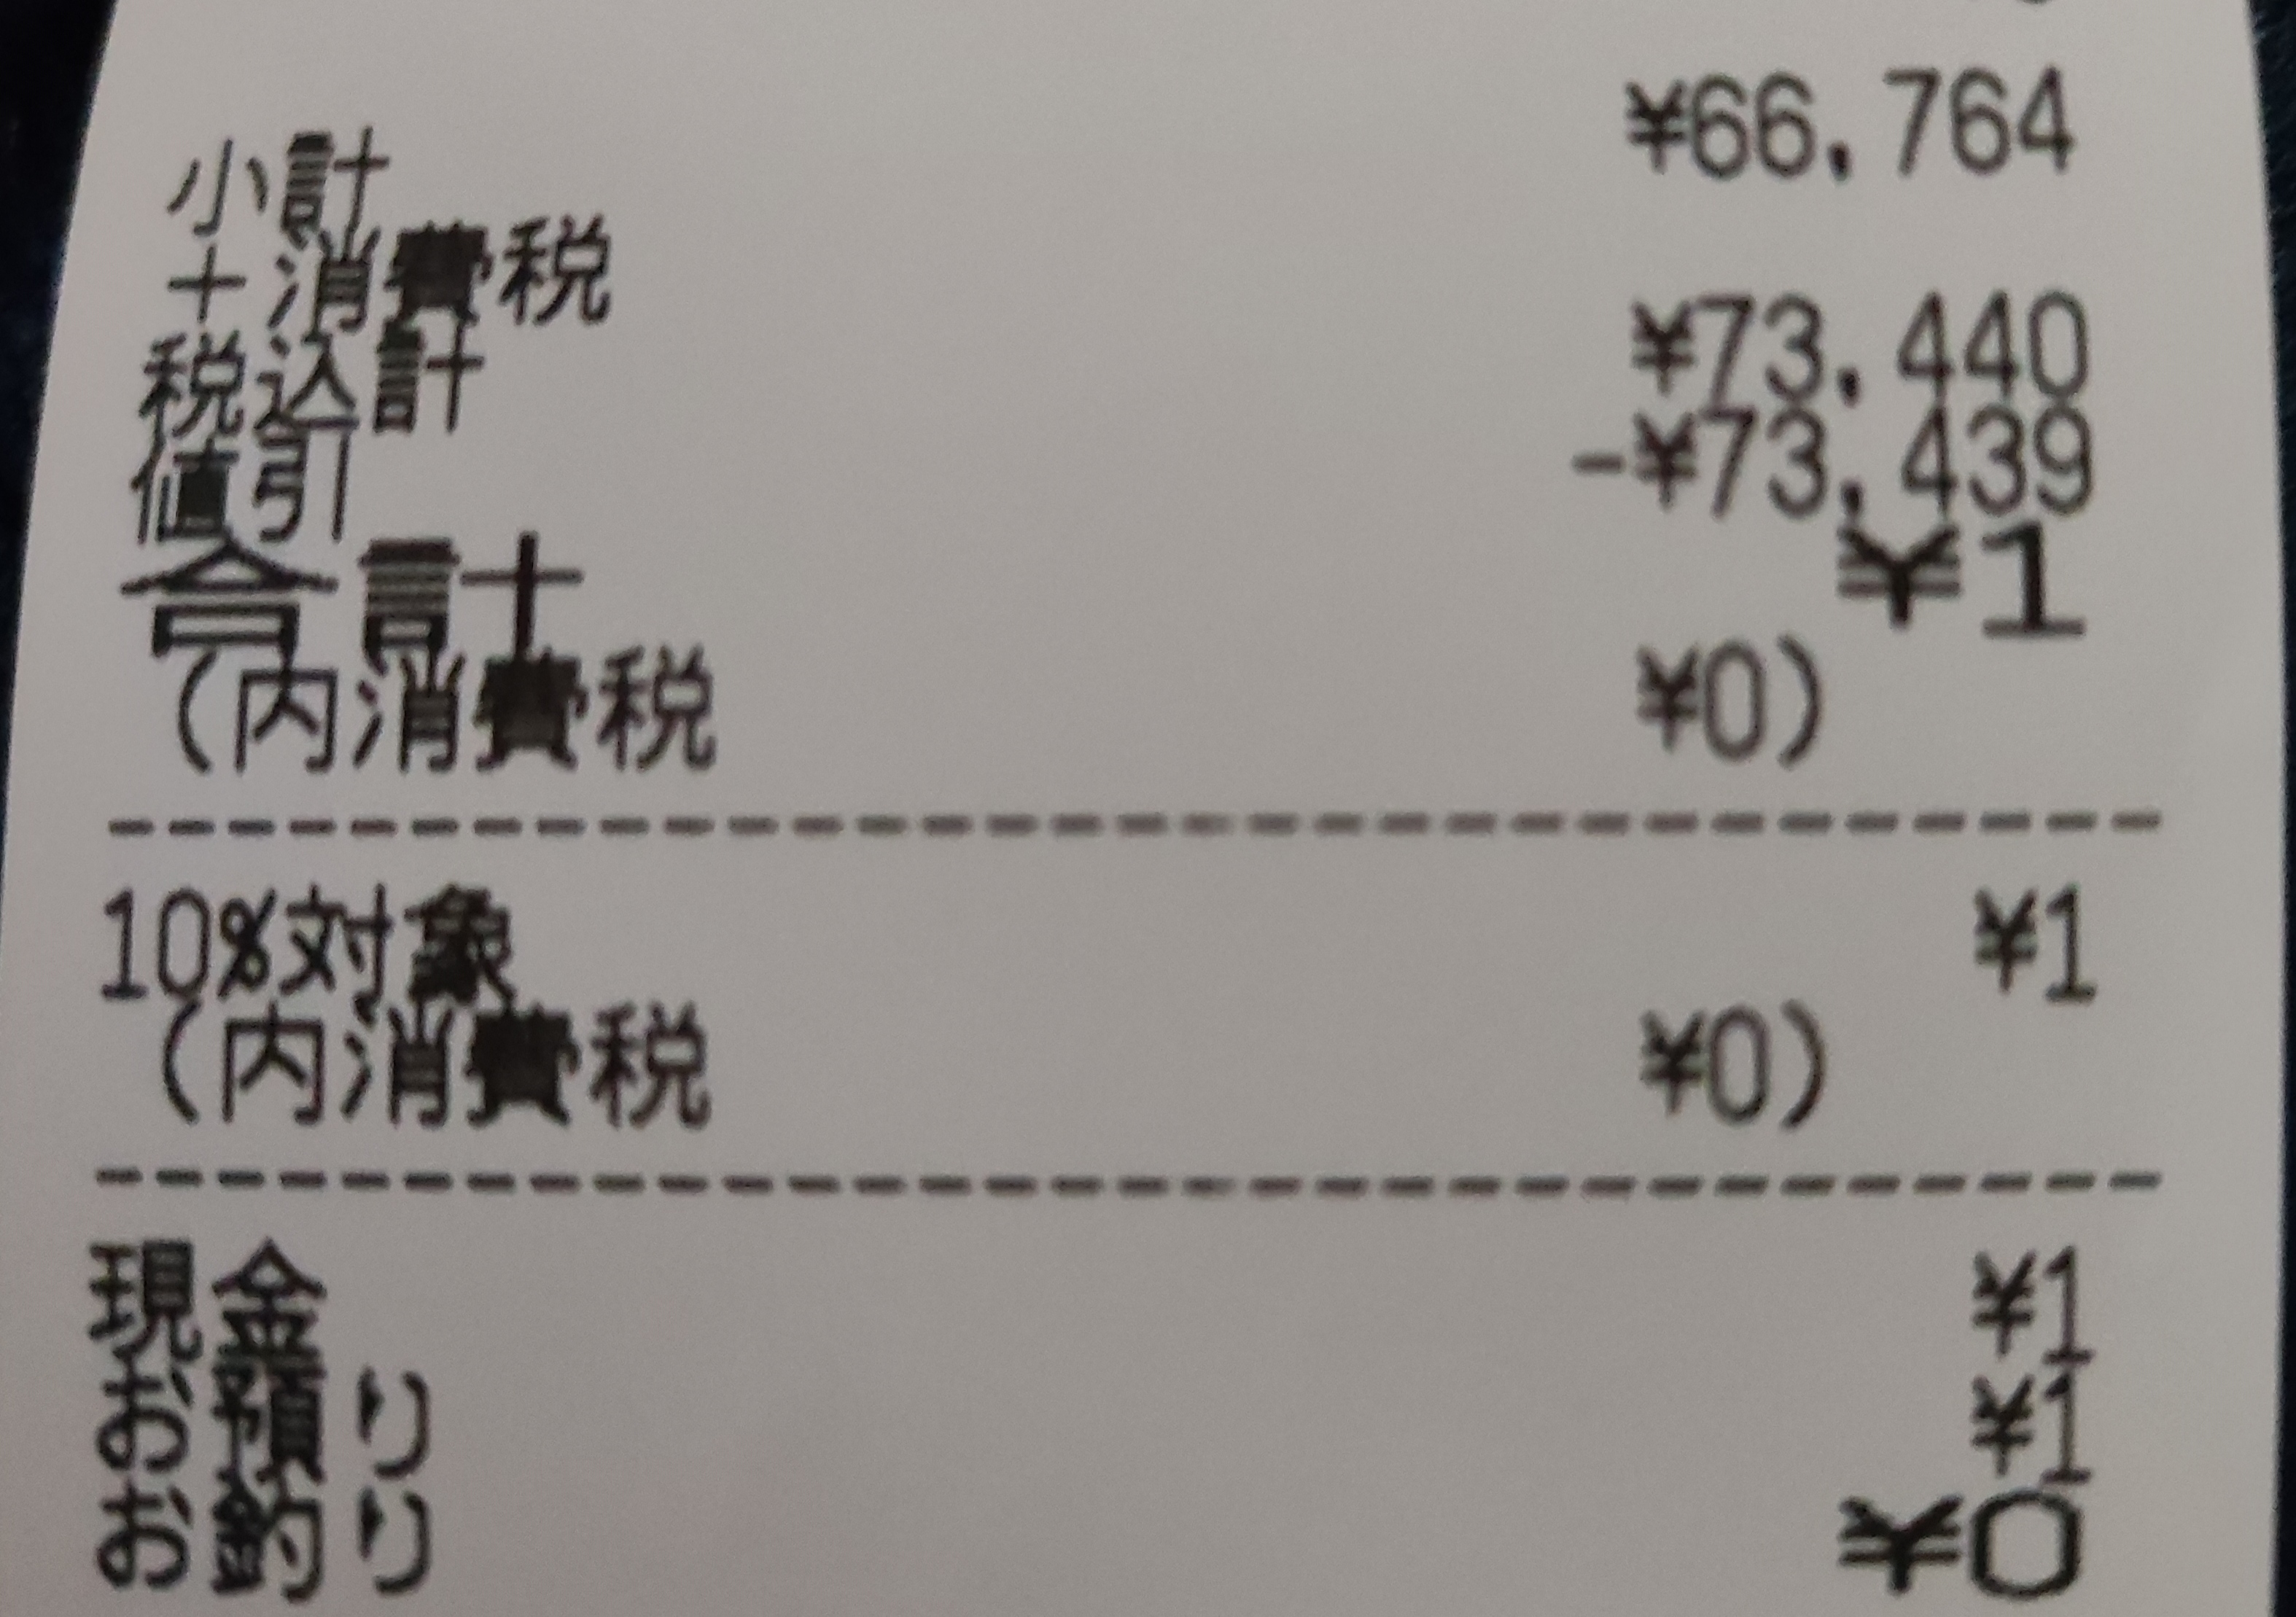 小計 ¥66,764
＋消費税
税込計 ¥73,440
値引 -¥73,439
合計 ¥1
(内消費税 ¥0)
10%対象 ¥1
(内消費税 ¥0)
現金 ¥1
お預り ¥1
お釣り ¥0